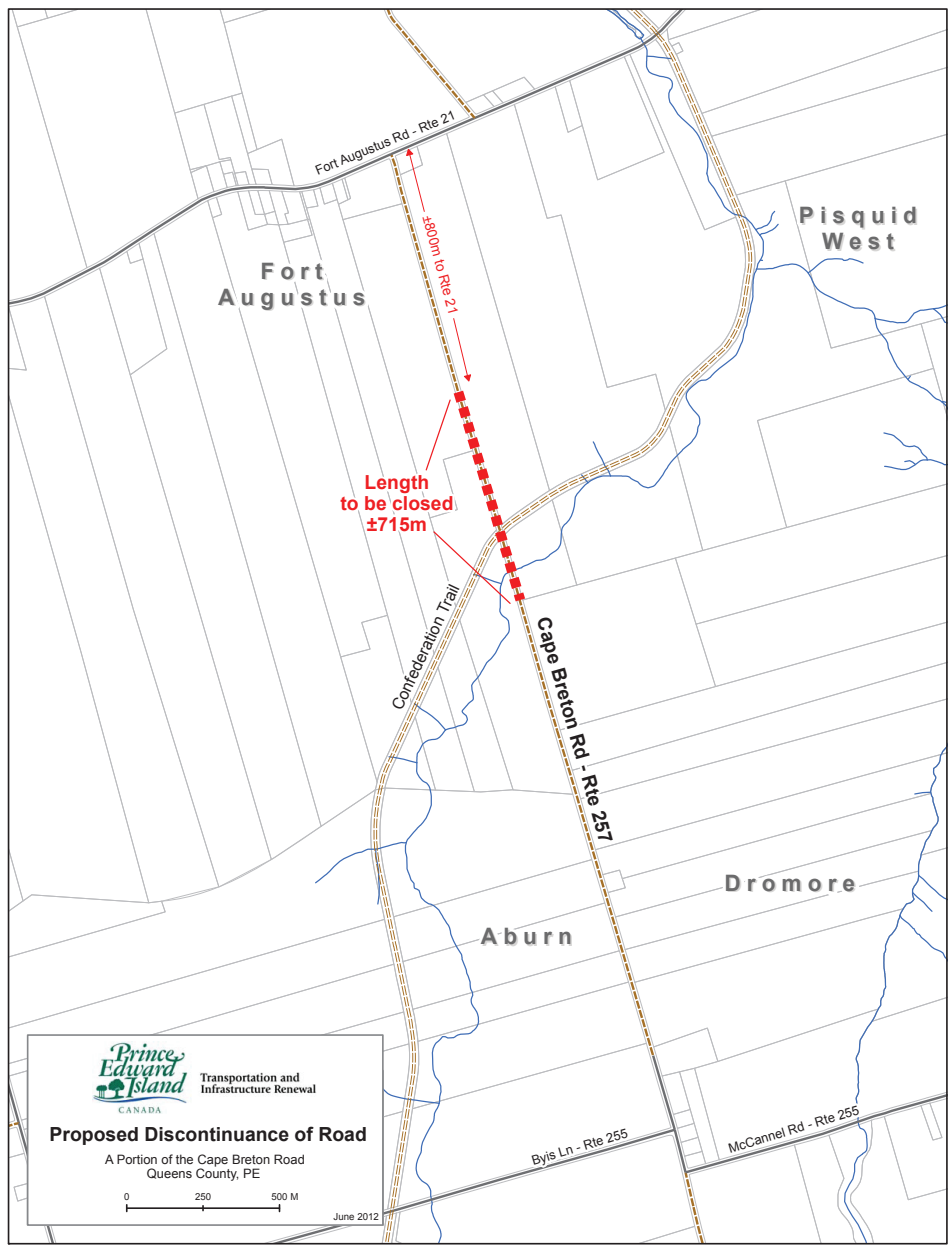 Fort Augustus Rd - Rte 21
Pisquid
West
±800m to Rte 21
Fort
Augustus
Length
to be closed
±715m
Confederation Trail
Cape Breton Rd - Rte 257
Dromore
Aburn
Prince
Edward
Island
CANADA
Transportation and
Infrastructure Renewal
Proposed Discontinuance of Road
A Portion of the Cape Breton Road
Queens County, PE
0 250 500 M
June 2012
Byis Ln - Rte 255
McCannel Rd - Rte 255